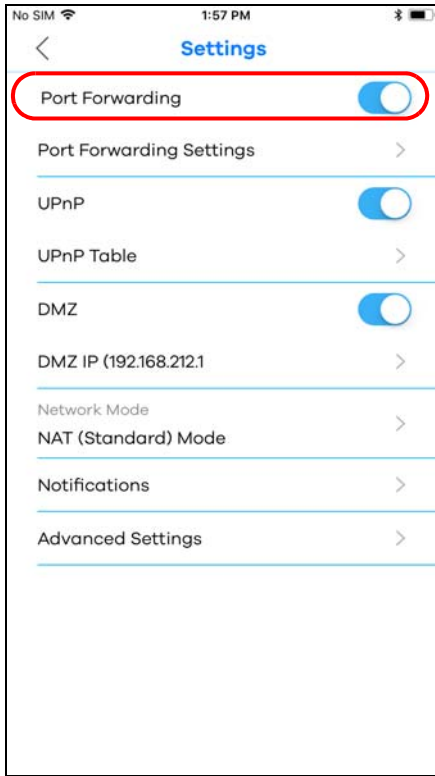 No SIM 1:57 PM
Settings
Port Forwarding
Port Forwarding Settings
UPnP
UPnP Table
DMZ
DMZ IP (192.168.212.1
Network Mode
NAT (Standard) Mode
Notifications
Advanced Settings